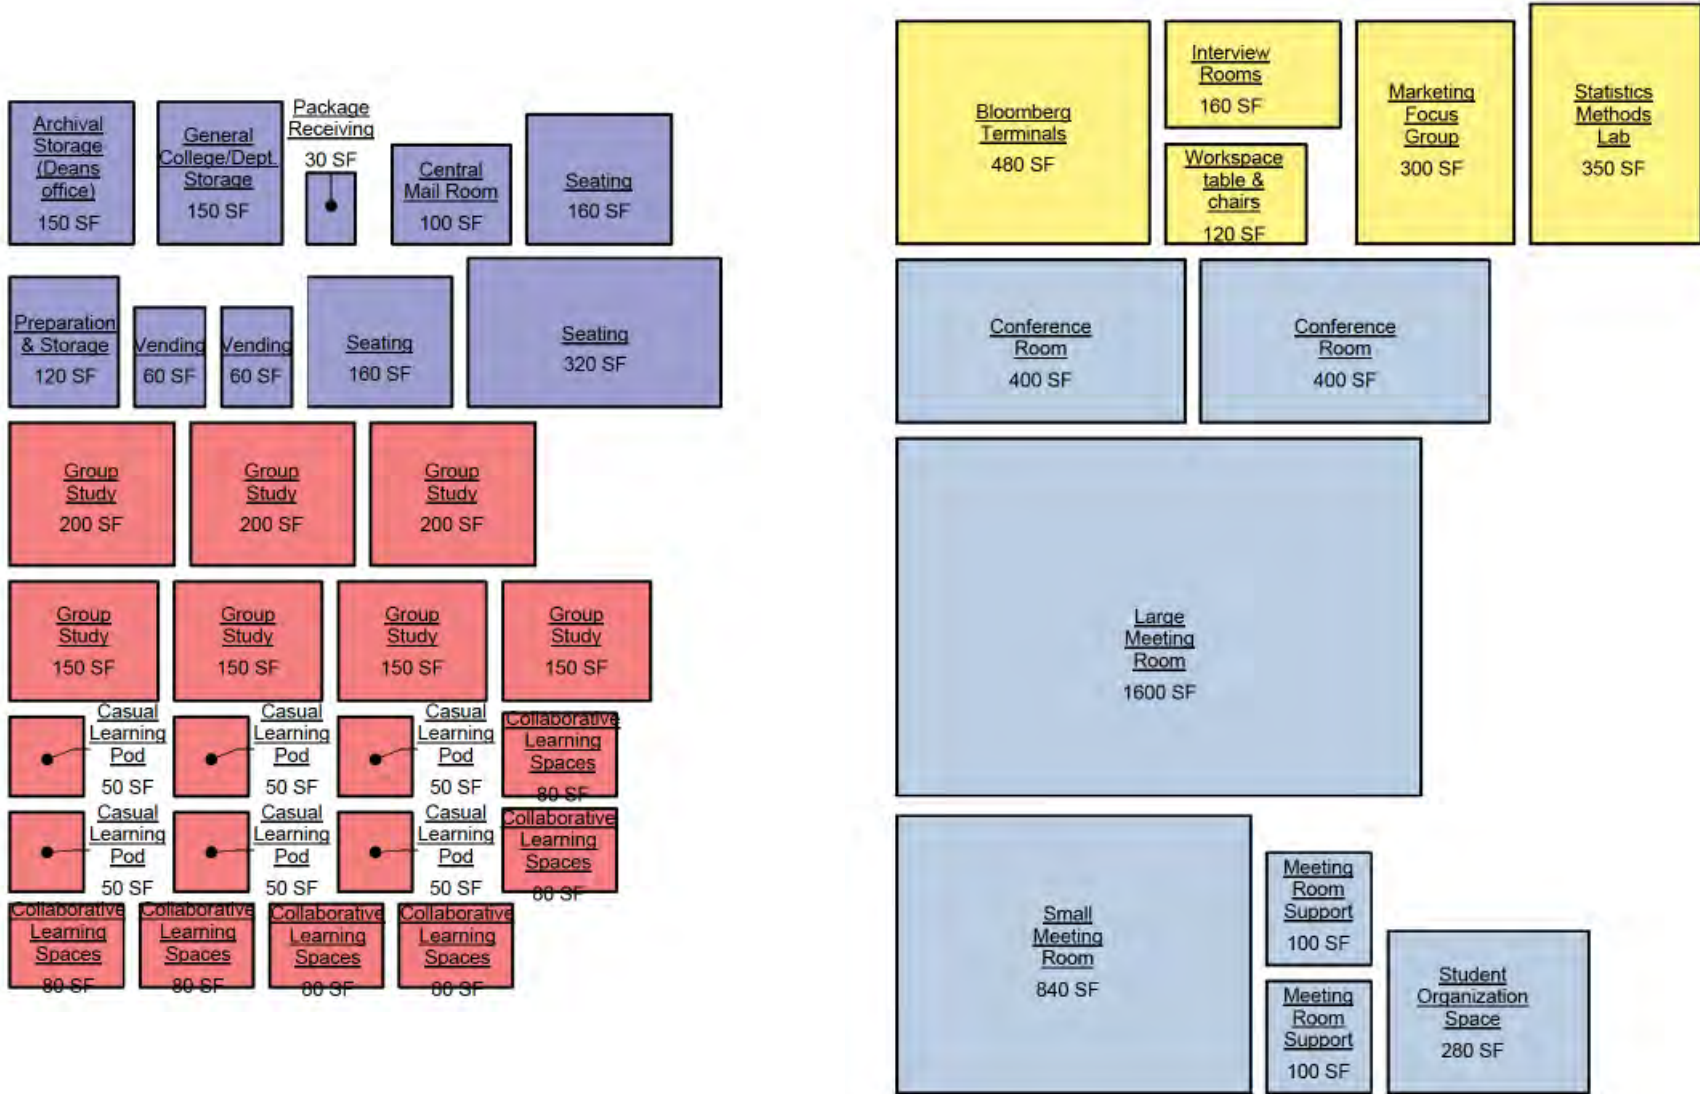 Archival
Storage
(Deans
office)
150 SF
General
College/Dept.
Storage
150 SF
Package
Receiving
30 SF
Central
Mail Room
100 SF
Seating
160 SF
Preparation
& Storage
120 SF
Vending
60 SF
Vending
60 SF
Seating
160 SF
Seating
320 SF
Group
Study
200 SF
Group
Study
200 SF
Group
Study
200 SF
Group
Study
150 SF
Group
Study
150 SF
Group
Study
150 SF
Group
Study
150 SF
Casual
Learning
Pod
50 SF
Casual
Learning
Pod
50 SF
Casual
Learning
Pod
50 SF
Collaborative
Learning
Spaces
80 SF
Casual
Learning
Pod
50 SF
Casual
Learning
Pod
50 SF
Casual
Learning
Pod
50 SF
Collaborative
Learning
Spaces
80 SF
Collaborative
Learning
Spaces
80 SF
Collaborative
Learning
Spaces
80 SF
Collaborative
Learning
Spaces
80 SF
Collaborative
Learning
Spaces
80 SF
Bloomberg
Terminals
480 SF
Interview
Rooms
160 SF
Workspace
table &
chairs
120 SF
Marketing
Focus
Group
300 SF
Statistics
Methods
Lab
350 SF
Conference
Room
400 SF
Conference
Room
400 SF
Large
Meeting
Room
1600 SF
Small
Meeting
Room
840 SF
Meeting
Room
Support
100 SF
Meeting
Room
Support
100 SF
Student
Organization
Space
280 SF